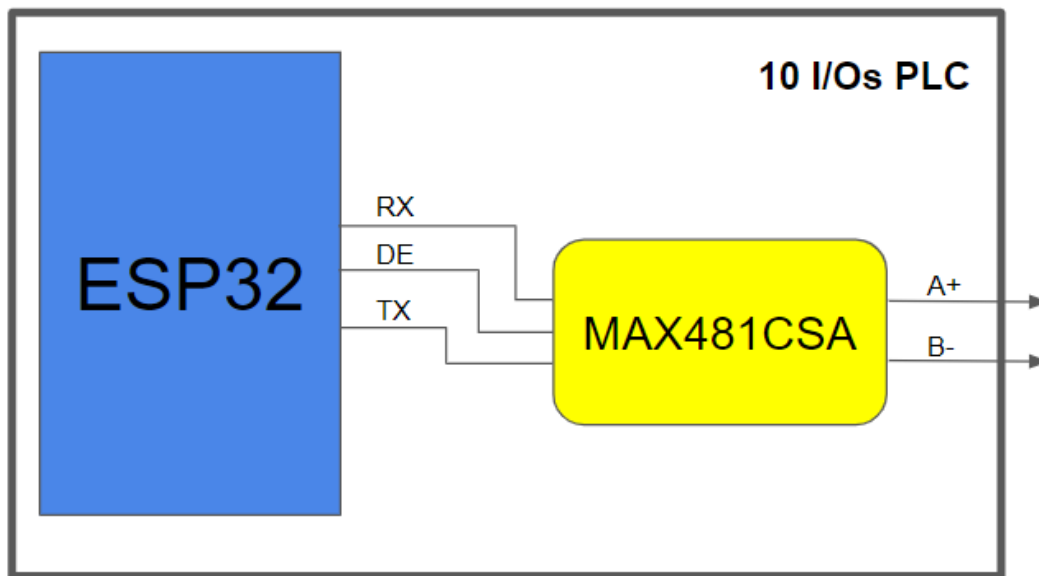 10 I/Os PLC
ESP32
RX
DE
TX
MAX481CSA
A+
B-